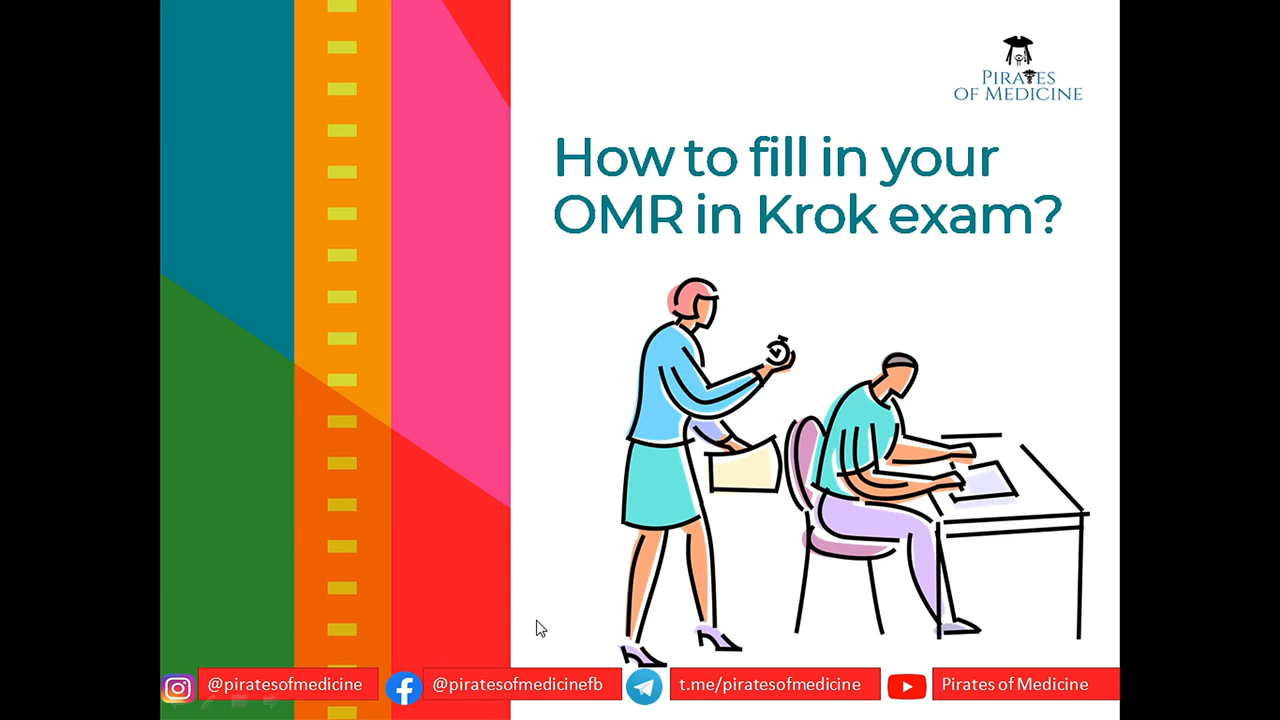 PIRATES
OF MEDICINE
How to fill in your
OMR in Krok exam?
@piratesofmedicine
@piratesofmedicinefb
t.me/piratesofmedicine
Pirates of Medicine